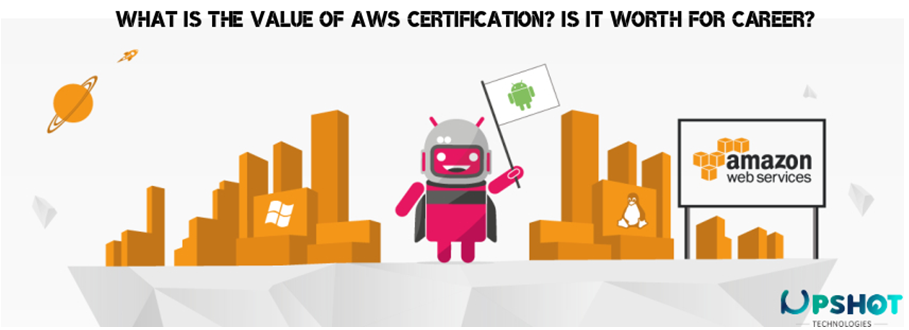 WHAT IS THE VALUE OF AWS CERTIFICATION? IS IT WORTH FOR CAREER?
amazon
web services
UPSHOT
TECHNOLOGIES